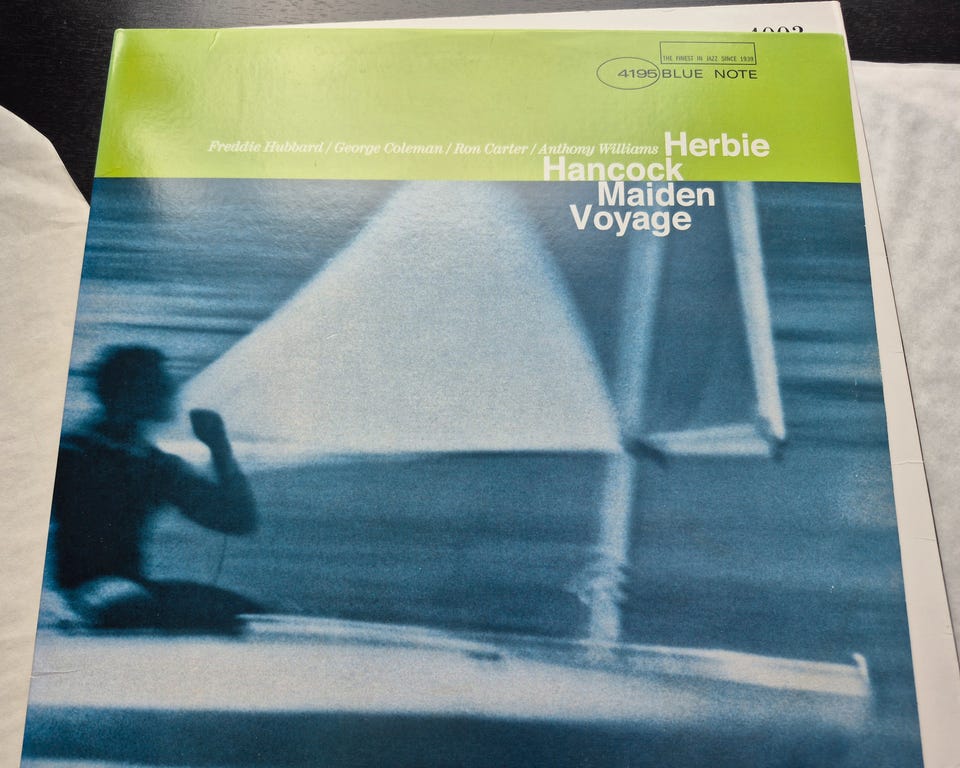 THE FINEST IN JAZZ SINCE 1939
4195 BLUE NOTE
Freddie Hubbard / George Coleman / Ron Carter / Anthony Williams Herbie
Hancock
Maiden
Voyage